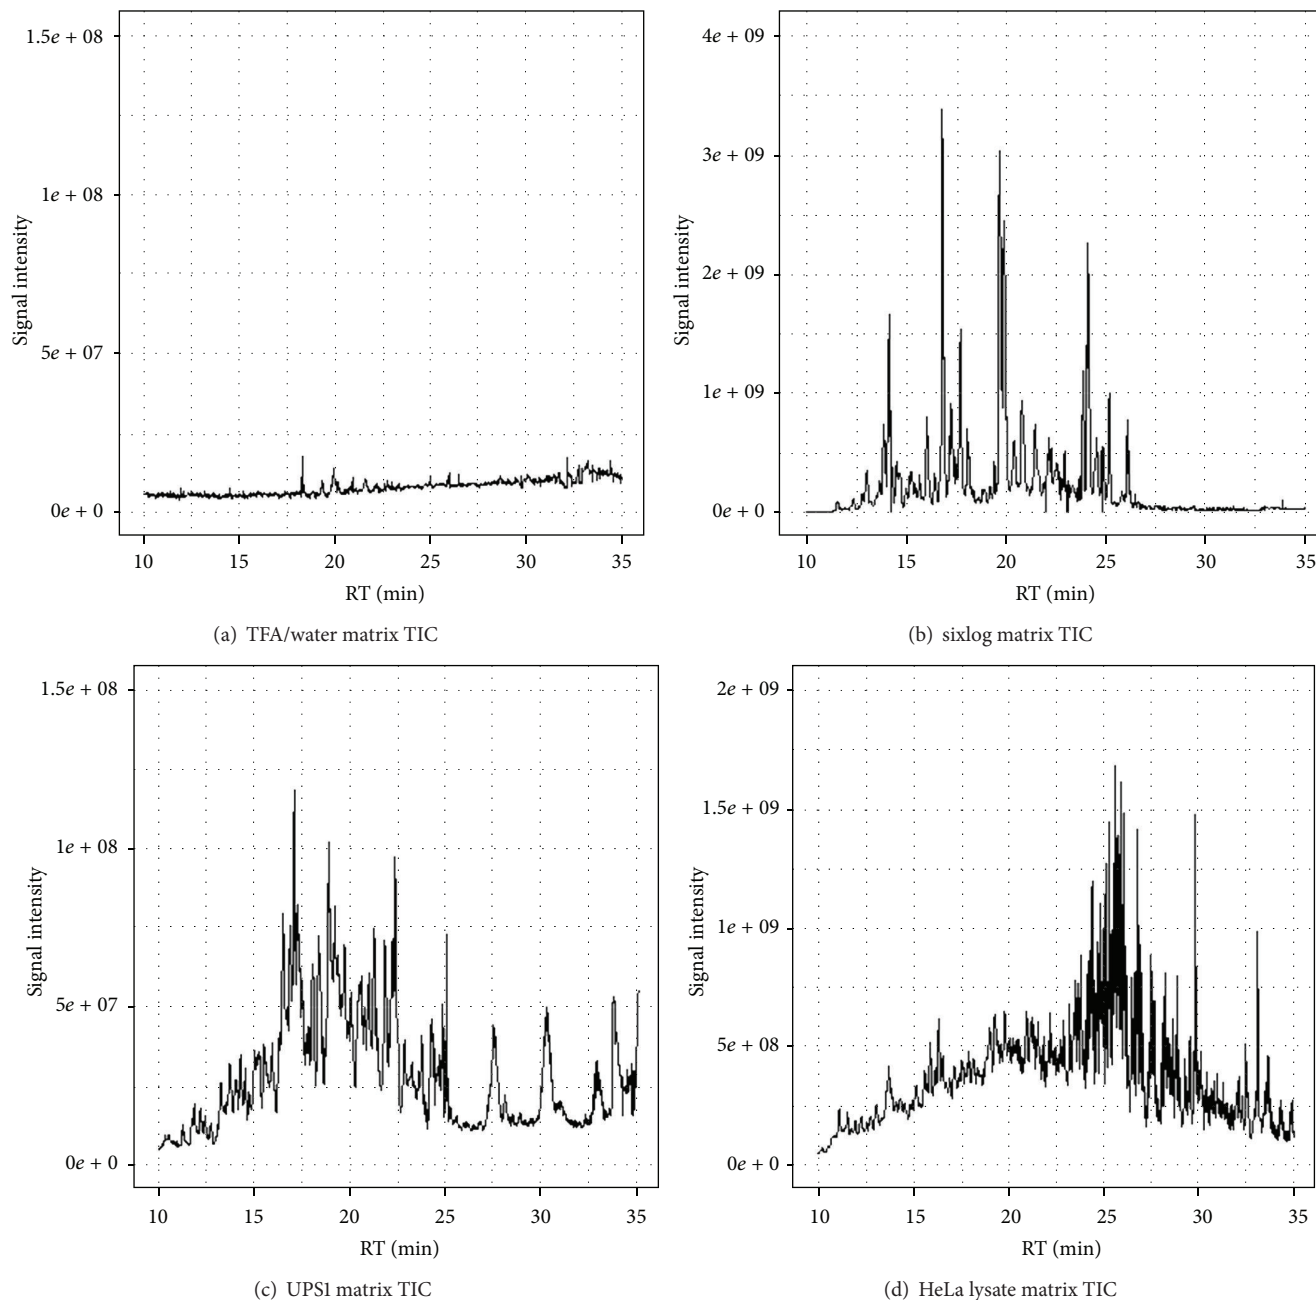 1.5e + 08
1e + 08
5e + 07
0e + 0
Signal intensity
10 15 20 25 30 35
RT (min)
(a) TFA/water matrix TIC
4e + 09
3e + 09
2e + 09
1e + 09
0e + 0
Signal intensity
10 15 20 25 30 35
RT (min)
(b) sixlog matrix TIC
1.5e + 08
1e + 08
5e + 07
0e + 0
Signal intensity
10 15 20 25 30 35
RT (min)
(c) UPS1 matrix TIC
2e + 09
1.5e + 09
1e + 09
5e + 08
0e + 0
Signal intensity
10 15 20 25 30 35
RT (min)
(d) HeLa lysate matrix TIC